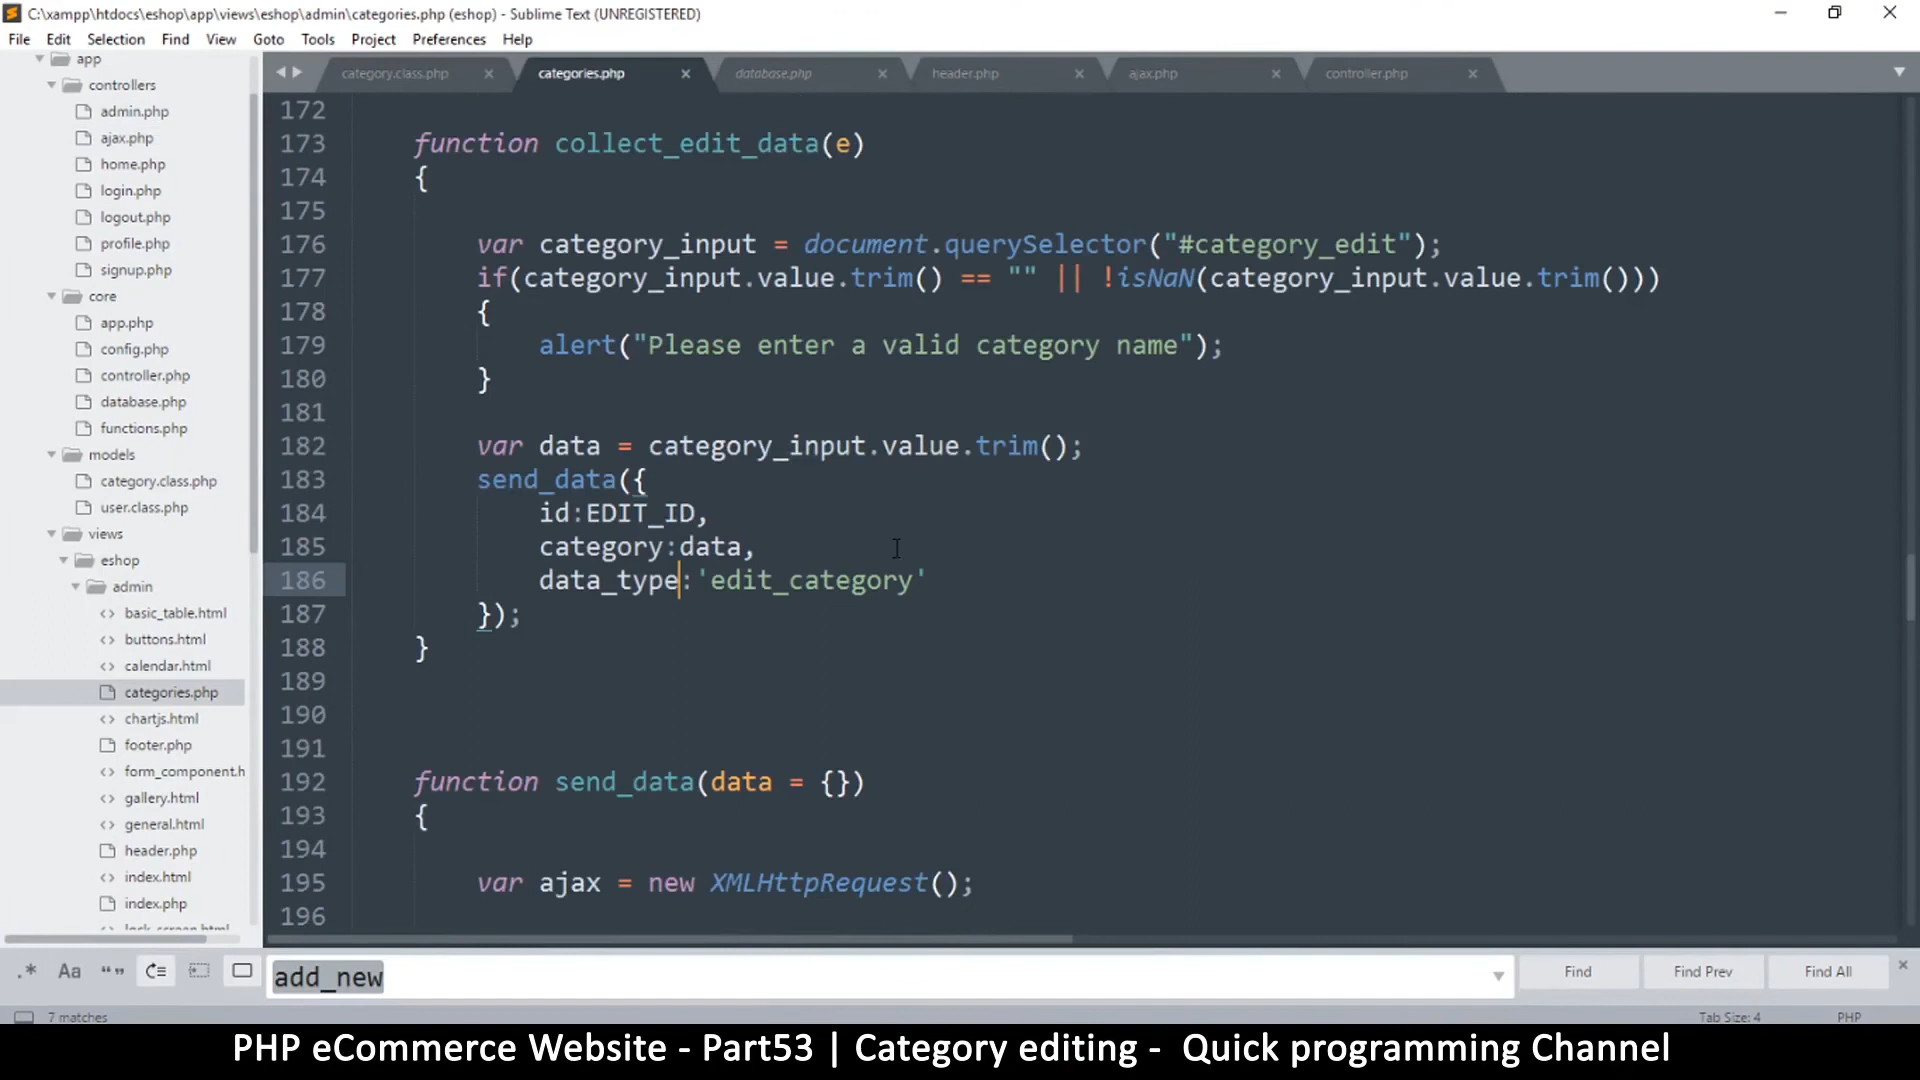 C:\xampp\htdocs\eshop\app\views\eshop\admin\categories.php (eshop) - Sublime Text (UNREGISTERED)
File Edit Selection Find View Goto Tools Project Preferences Help
category.class.php categories.php database.php header.php ajax.php controller.php
app
controllers
admin.php
ajax.php
home.php
login.php
logout.php
profile.php
signup.php
core
app.php
config.php
controller.php
database.php
functions.php
models
category.class.php
user.class.php
views
eshop
admin
basic_table.html
buttons.html
calendar.html
categories.php
chartjs.html
footer.php
form_component.h
gallery.html
general.html
header.php
index.html
index.php
lock_screen.html
172
173 function collect_edit_data(e)
174 {
175
176 var category_input = document.querySelector("#category_edit");
177 if(category_input.value.trim() == "" || !isNaN(category_input.value.trim()))
178 {
179 alert("Please enter a valid category name");
180 }
181
182 var data = category_input.value.trim();
183 send_data({
184 id:EDIT_ID,
185 category:data,
186 data_type:'edit_category'
187 });
188 }
189
190
191
192 function send_data(data = {})
193 {
194
195 var ajax = new XMLHttpRequest();
196
.* Aa “” add_new Find Find Prev Find All
7 matches Tab Size: 4 PHP
PHP eCommerce Website - Part53 | Category editing - Quick programming Channel